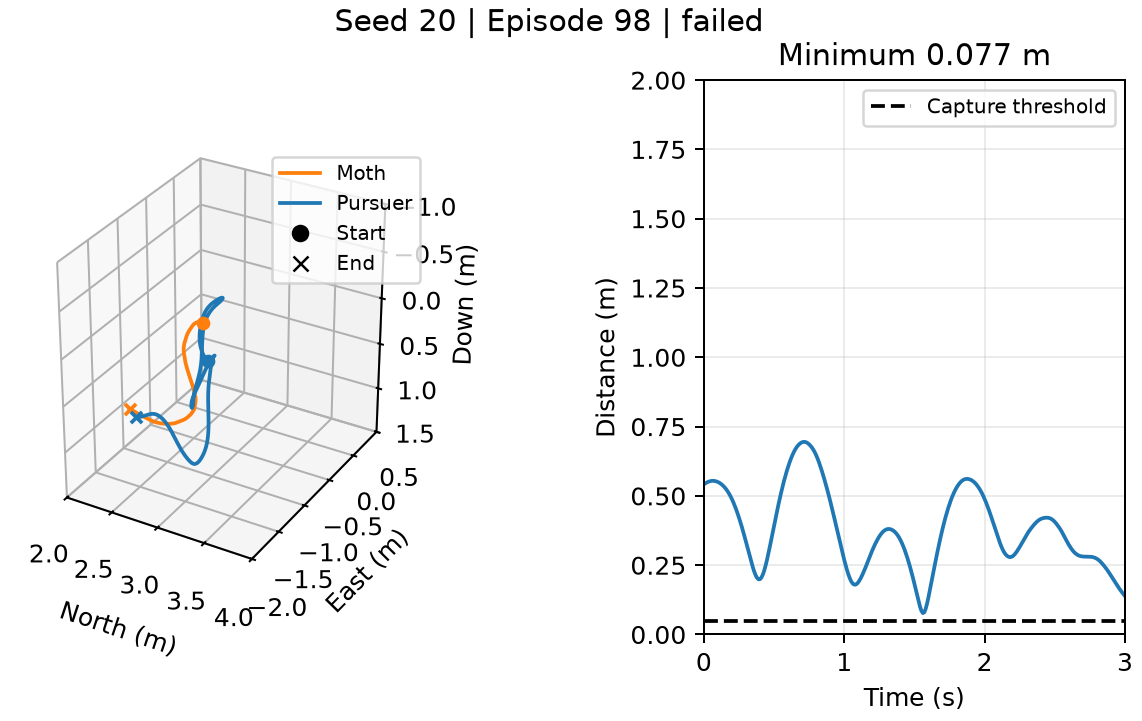 Seed 20 | Episode 98 | failed
Minimum 0.077 m
Moth
Pursuer
Start
End
−1.0
−0.5
0.0
0.5
1.0
1.5
Down (m)
0.5
0.0
−0.5
−1.0
−1.5
−2.0
East (m)
2.0
2.5
3.0
3.5
4.0
North (m)
Capture threshold
2.00
1.75
1.50
1.25
1.00
0.75
0.50
0.25
0.00
Distance (m)
0
1
2
3
Time (s)